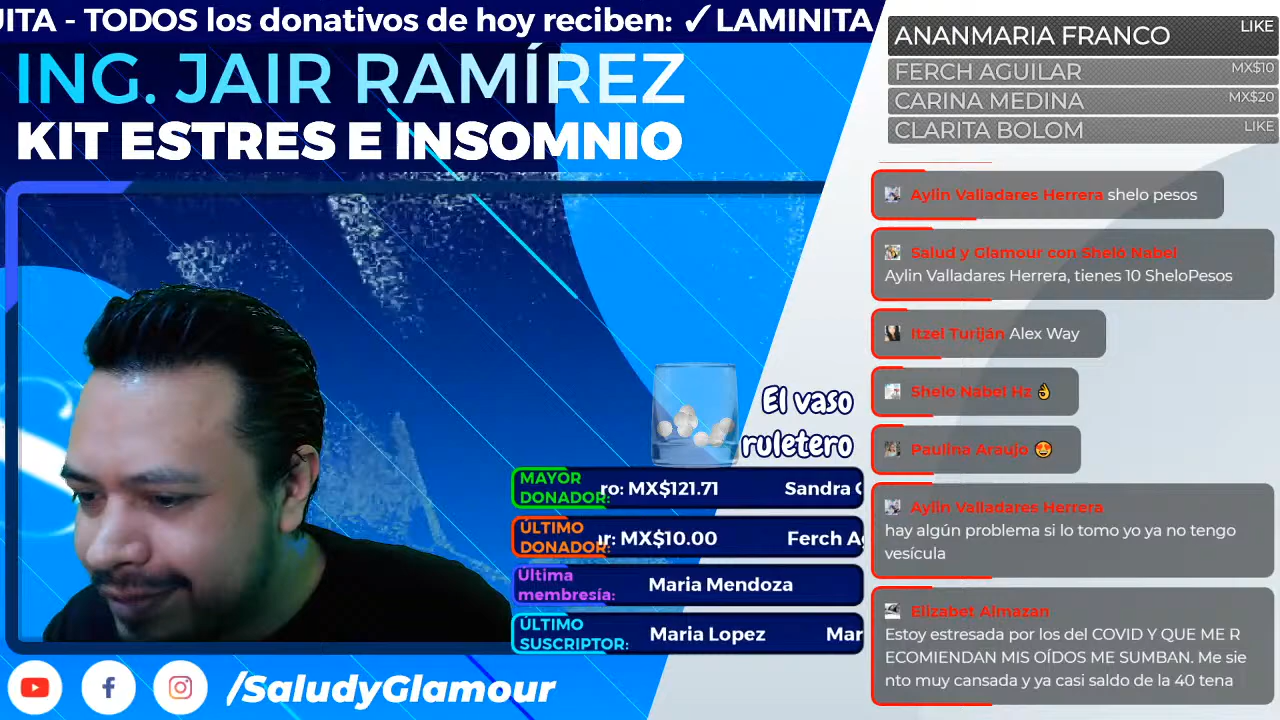 JITA - TODOS los donativos de hoy reciben: ✓LAMINITA
ING. JAIR RAMÍREZ
KIT ESTRES E INSOMNIO
El vaso
ruletero
MAYOR
DONADOR:
ro: MX$121.71 Sandra
ÚLTIMO
DONADOR:
ur: MX$10.00 Ferch Ag
Última
membresía:
Maria Mendoza
ÚLTIMO
SUSCRIPTOR:
Maria Lopez Mar
/SaludyGlamour
ANANMARIA FRANCO LIKE
FERCH AGUILAR MX$10
CARINA MEDINA MX$20
CLARITA BOLOM LIKE
Aylin Valladares Herrera shelo pesos
Salud y Glamour con Sheló Nabel
Aylin Valladares Herrera, tienes 10 SheloPesos
Itzel Turiján Alex Way
Shelo Nabel Hz 👌
Paulina Araujo 🤩
Aylin Valladares Herrera
hay algún problema si lo tomo yo ya no tengo
vesícula
Elizabet Almazan
Estoy estresada por los del COVID Y QUE ME R
ECOMIENDAN MIS OÍDOS ME SUMBAN. Me sie
nto muy cansada y ya casi saldo de la 40 tena